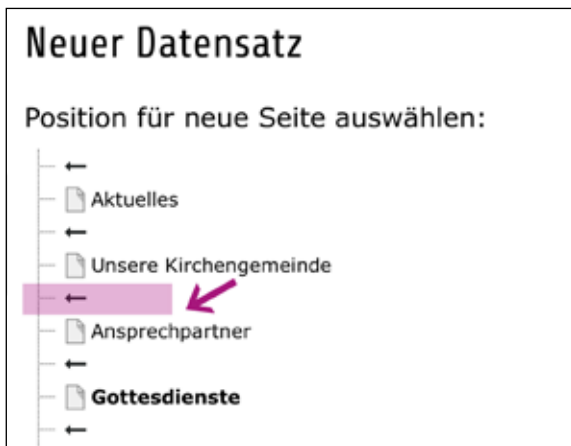 Neuer Datensatz
Position für neue Seite auswählen:
Aktuelles
Unsere Kirchengemeinde
Ansprechpartner
Gottesdienste